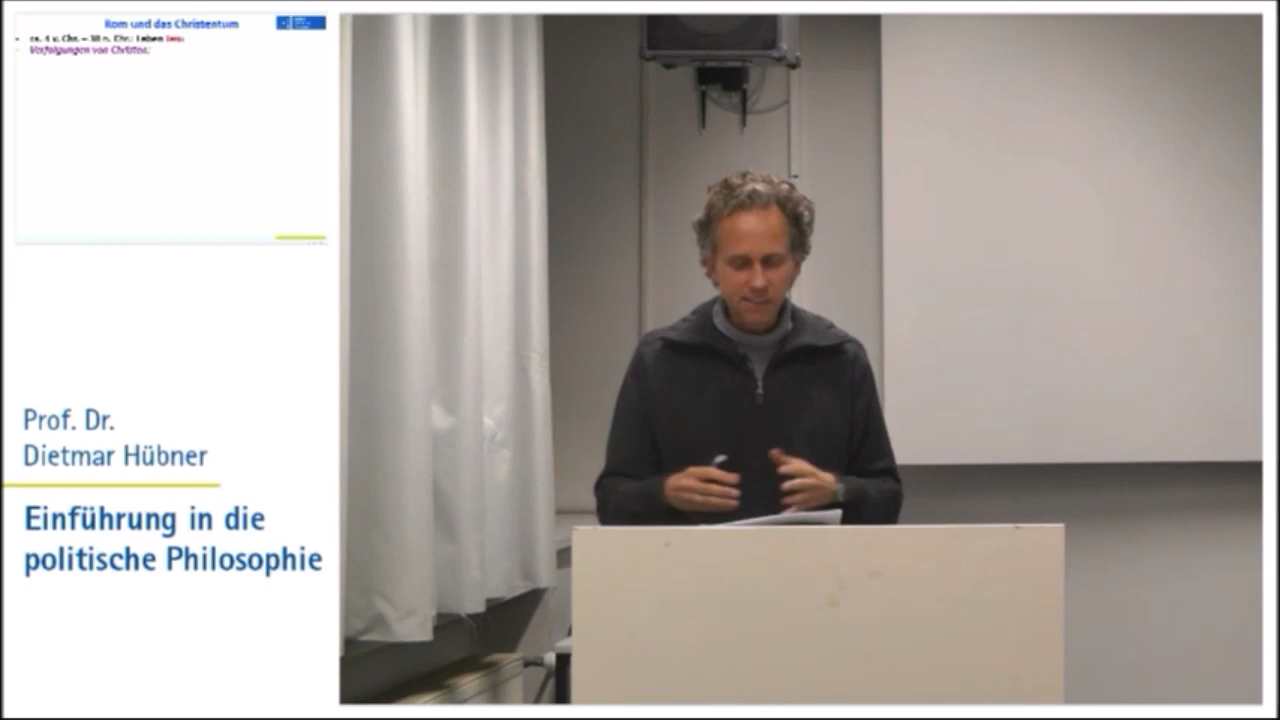 Rom und das Christentum
- ca. 4 v. Chr. – 30 n. Chr.: Leben Jesu
Verfolgungen von Christen:
Prof. Dr.
Dietmar Hübner
Einführung in die
politische Philosophie